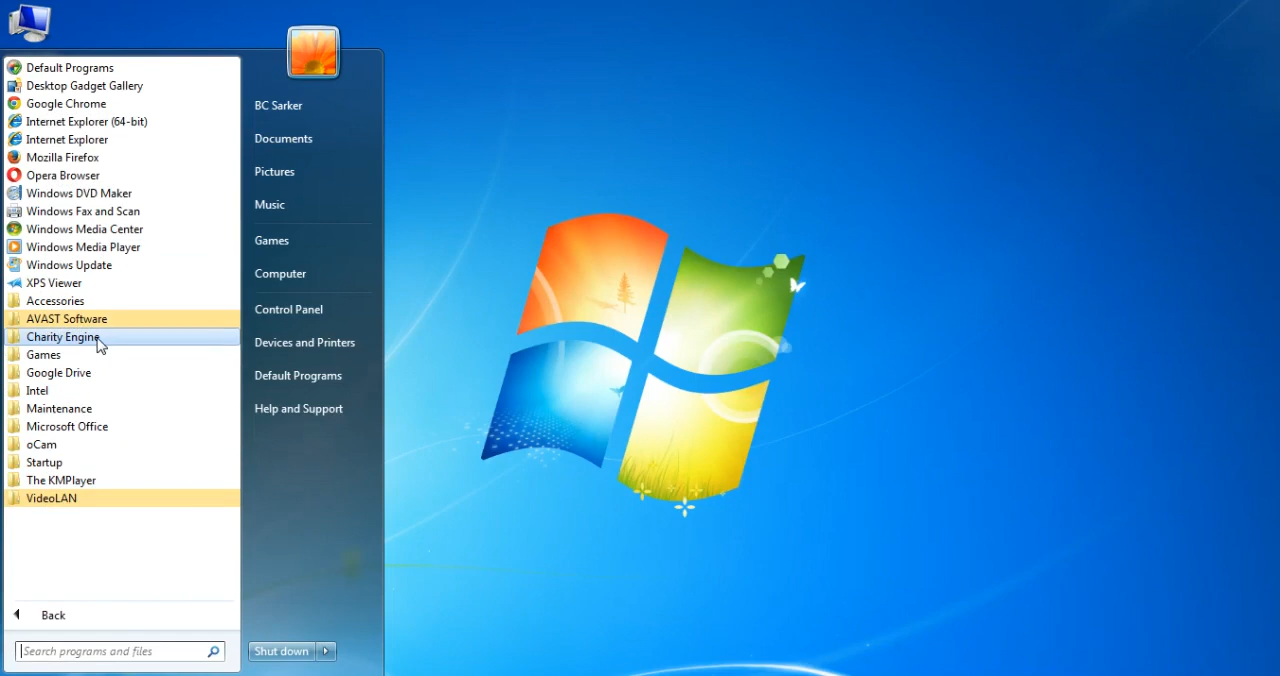 Default Programs
Desktop Gadget Gallery
Google Chrome
Internet Explorer (64-bit)
Internet Explorer
Mozilla Firefox
Opera Browser
Windows DVD Maker
Windows Fax and Scan
Windows Media Center
Windows Media Player
Windows Update
XPS Viewer
Accessories
AVAST Software
Charity Engine
Games
Google Drive
Intel
Maintenance
Microsoft Office
oCam
Startup
The KMPlayer
VideoLAN
Back
Search programs and files
BC Sarker
Documents
Pictures
Music
Games
Computer
Control Panel
Devices and Printers
Default Programs
Help and Support
Shut down